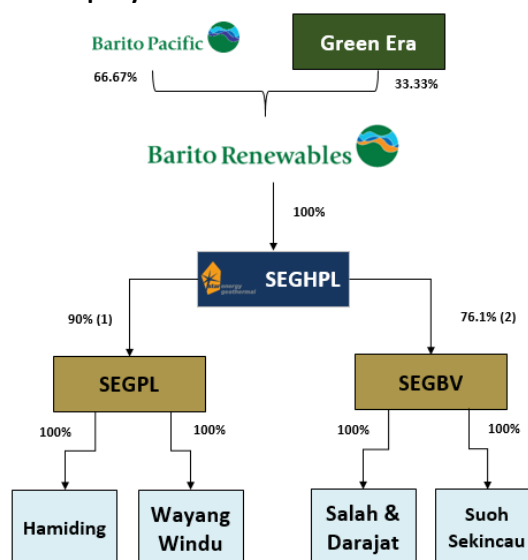 Barito Pacific
Green Era
66.67%
33.33%
Barito Renewables
100%
SEGHPL
90% (1)
76.1% (2)
SEGPL
SEGBV
100%
100%
100%
100%
Hamiding
Wayang
Windu
Salah &
Darajat
Suoh
Sekincau